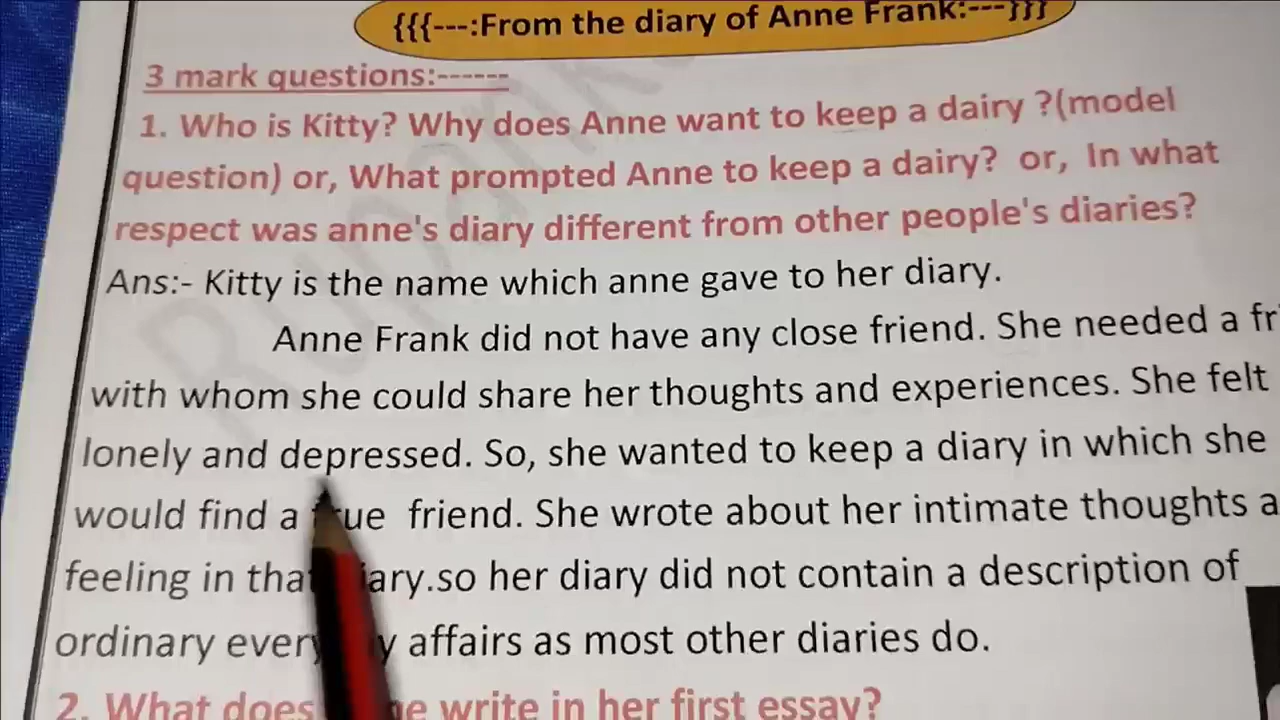 {{{---:From the diary of Anne Frank:---}}}
3 mark questions:------
1. Who is Kitty? Why does Anne want to keep a dairy ?(model
question) or, What prompted Anne to keep a dairy? or, In what
respect was anne's diary different from other people's diaries?
Ans:- Kitty is the name which anne gave to her diary.
Anne Frank did not have any close friend. She needed a fr
with whom she could share her thoughts and experiences. She felt
lonely and depressed. So, she wanted to keep a diary in which she
would find a true friend. She wrote about her intimate thoughts a
feeling in that diary.so her diary did not contain a description of
ordinary everyday affairs as most other diaries do.
2. What does write in her first essay?